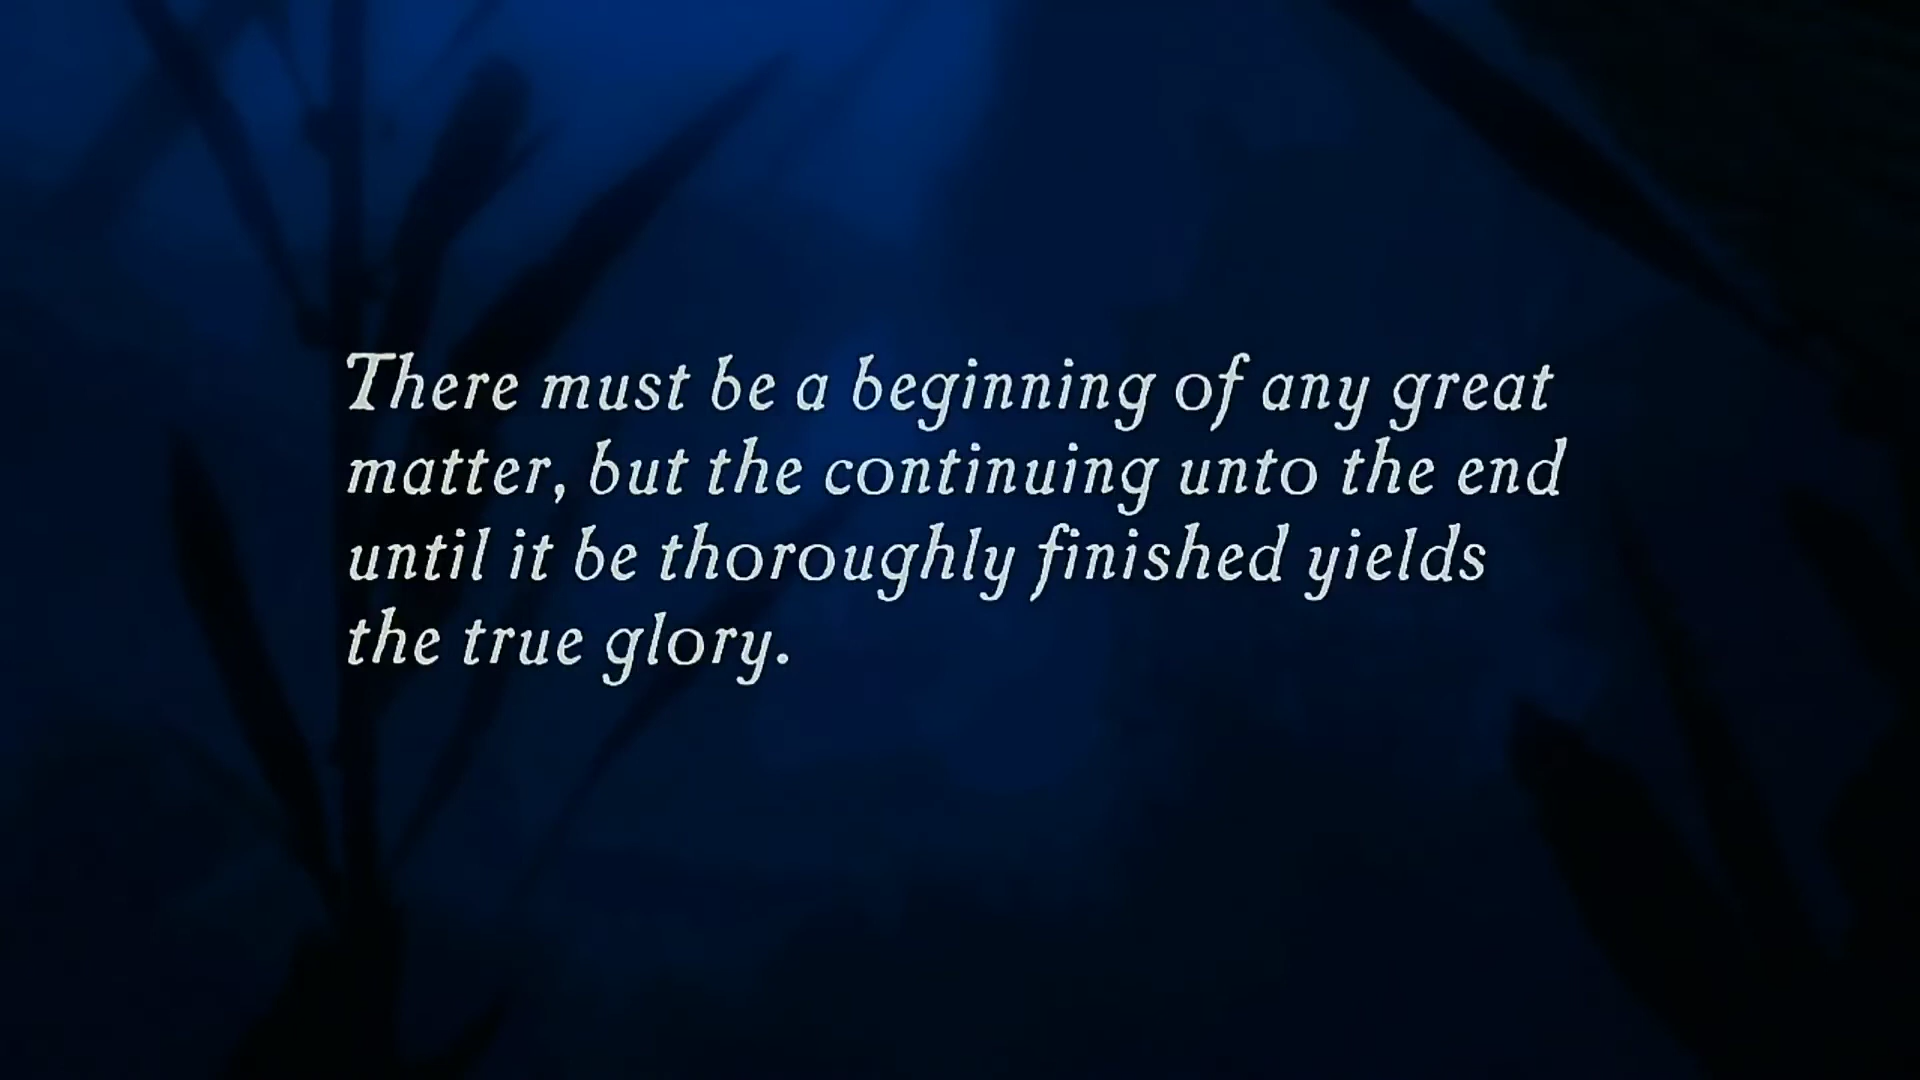 There must be a beginning of any great
matter, but the continuing unto the end
until it be thoroughly finished yields
the true glory.